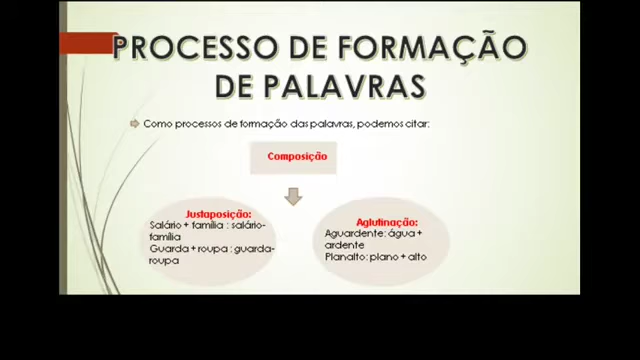 PROCESSO DE FORMAÇÃO
DE PALAVRAS
Como processos de formação das palavras, podemos citar:
Composição
Justaposição:
Salário + família : salário-
família
Guarda + roupa : guarda-
roupa
Aglutinação:
Aguardente: água +
ardente
Planalto: plano + alto